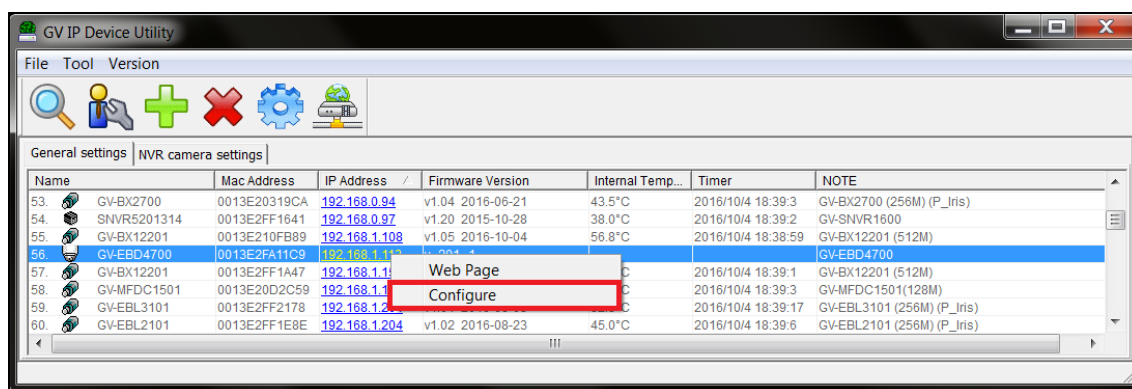 GV IP Device Utility
File Tool Version
General settings NVR camera settings
Name Mac Address IP Address Firmware Version Internal Temp... Timer NOTE
53. GV-BX2700 0013E20319CA 192.168.0.94 v1.04 2016-06-21 43.5°C 2016/10/4 18:39:3 GV-BX2700 (256M) (P_Iris)
54. SNVR5201314 0013E2FF1641 192.168.0.97 v1.20 2015-10-28 38.0°C 2016/10/4 18:39:2 GV-SNVR1600
55. GV-BX12201 0013E210FB89 192.168.1.108 v1.05 2016-10-04 56.8°C 2016/10/4 18:38:59 GV-BX12201 (512M)
56. GV-EBD4700 0013E2FA11C9 GV-EBD4700
Web Page
57. GV-BX12201 0013E2FF1A47 2016/10/4 18:39:1 GV-BX12201 (512M)
Configure
58. GV-MFDC1501 0013E20D2C59 2016/10/4 18:39:3 GV-MFDC1501(128M)
59. GV-EBL3101 0013E2FF2178 2016/10/4 18:39:17 GV-EBL3101 (256M) (P_Iris)
60. GV-EBL2101 0013E2FF1E8E 192.168.1.204 v1.02 2016-08-23 45.0°C 2016/10/4 18:39:6 GV-EBL2101 (256M) (P_Iris)